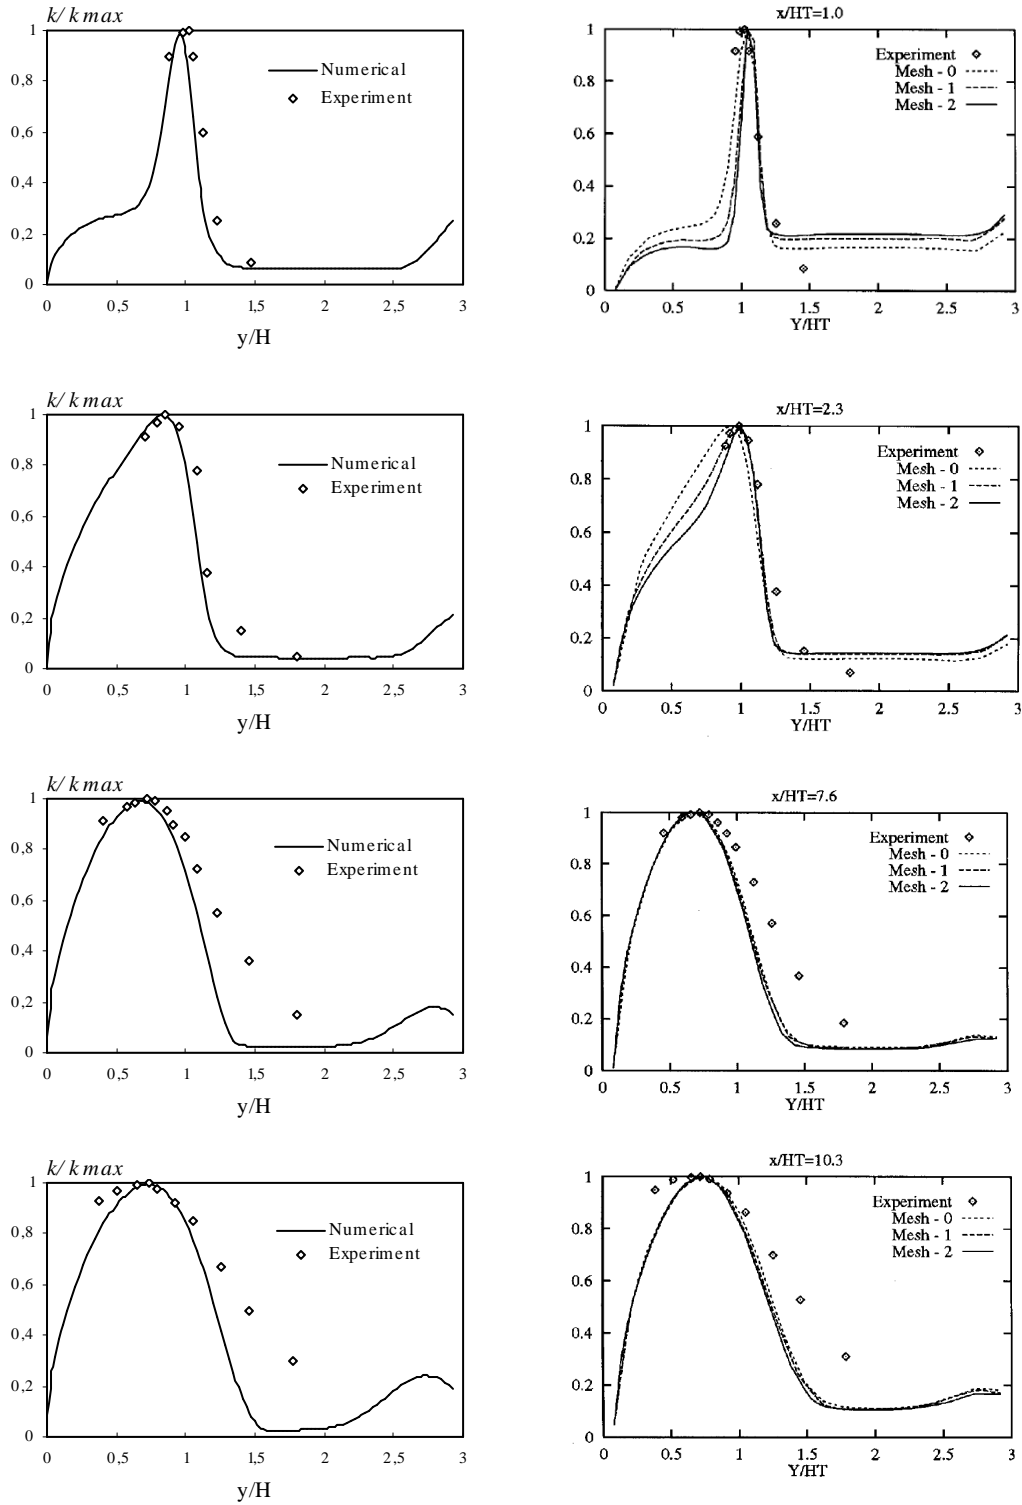 k/kmax
1
0,8
0,6
0,4
0,2
0
0 0,5 1 1,5 2 2,5 3
y/H
Numerical
Experiment
x/HT=1.0
1
0.8
0.6
0.4
0.2
0
0 0.5 1 1.5 2 2.5 3
Y/HT
Experiment
Mesh - 0
Mesh - 1
Mesh - 2
k/kmax
1
0,8
0,6
0,4
0,2
0
0 0,5 1 1,5 2 2,5 3
y/H
Numerical
Experiment
x/HT=2.3
1
0.8
0.6
0.4
0.2
0
0 0.5 1 1.5 2 2.5 3
Y/HT
Experiment
Mesh - 0
Mesh - 1
Mesh - 2
k/kmax
1
0,8
0,6
0,4
0,2
0
0 0,5 1 1,5 2 2,5 3
y/H
Numerical
Experiment
x/HT=7.6
1
0.8
0.6
0.4
0.2
0
0 0.5 1 1.5 2 2.5 3
Y/HT
Experiment
Mesh - 0
Mesh - 1
Mesh - 2
k/kmax
1
0,8
0,6
0,4
0,2
0
0 0,5 1 1,5 2 2,5 3
y/H
Numerical
Experiment
x/HT=10.3
1
0.8
0.6
0.4
0.2
0
0 0.5 1 1.5 2 2.5 3
Y/HT
Experiment
Mesh - 0
Mesh - 1
Mesh - 2